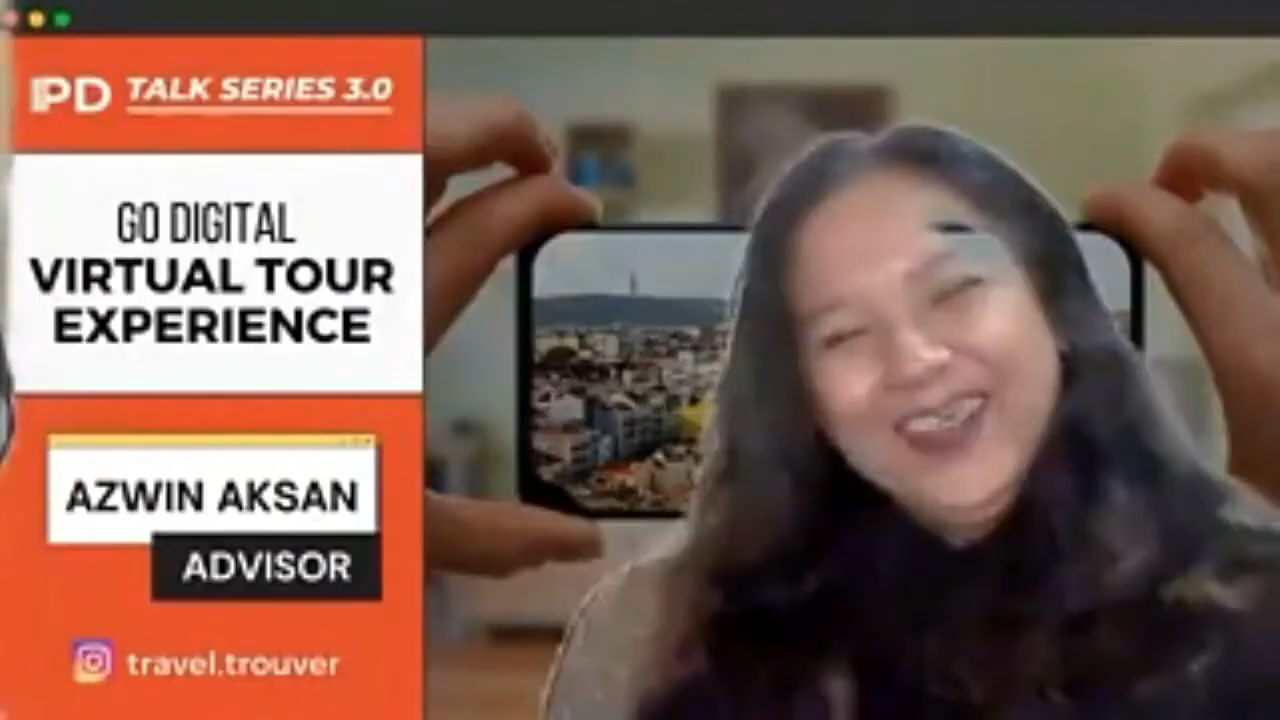 PD TALK SERIES 3.0
GO DIGITAL
VIRTUAL TOUR
EXPERIENCE
AZWIN AKSAN
ADVISOR
travel.trouver